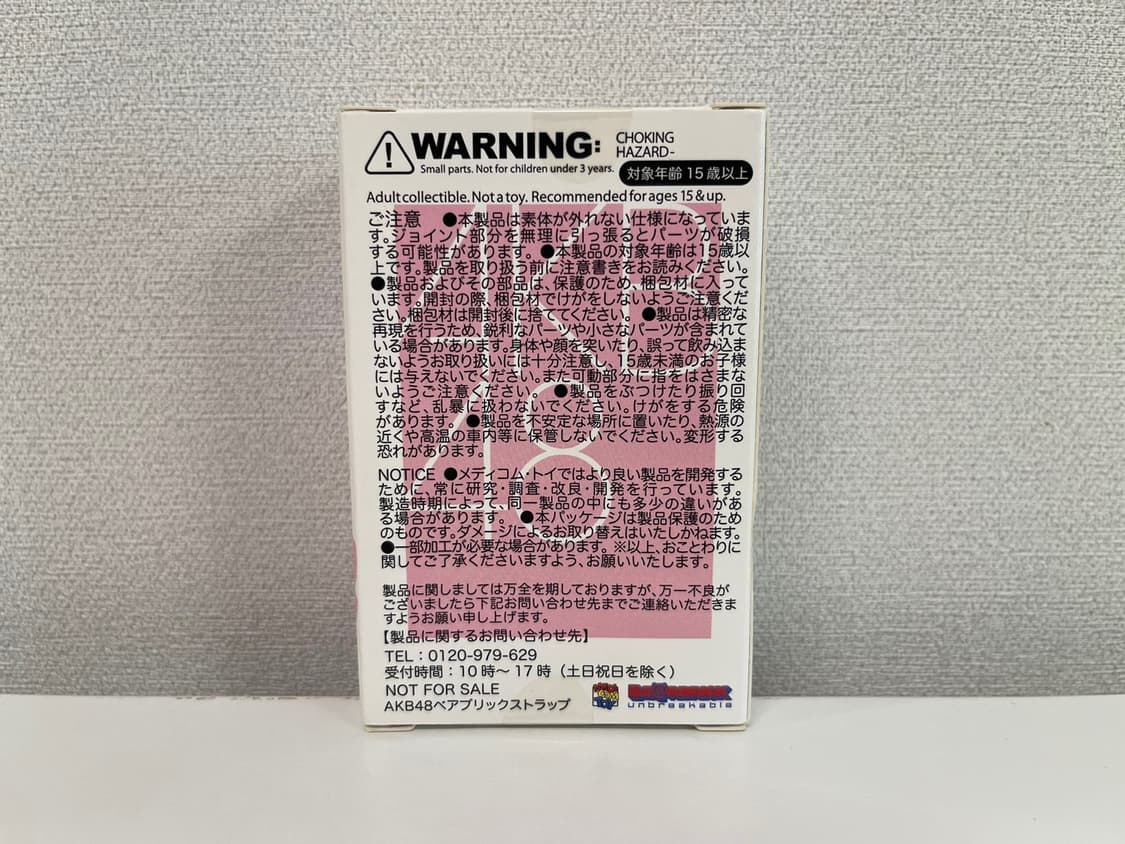 WARNING: CHOKING
HAZARD-
Small parts. Not for children under 3 years.
対象年齢 15 歳以上
Adult collectible. Not a toy. Recommended for ages 15 & up.
AKB
48
ご注意 ●本製品は素体が外れない仕様になっていま
す。ジョイント部分を無理に引っ張るとパーツが破損
する可能性があります。●本製品の対象年齢は15歳以
上です。製品を取り扱う前に注意書きをお読みください。
●製品およびその部品は、保護のため、梱包材に入って
います。開封の際、梱包材でけがをしないようご注意くだ
さい。梱包材は開封後に捨ててください。●製品は精密な
再現を行うため、鋭利なパーツや小さなパーツが含まれて
いる場合があります。身体や顔を突いたり、誤って飲み込ま
ないようお取り扱いには十分注意し、15歳未満のお子様
には与えないでください。また可動部分に指をはさまな
いようご注意ください。●製品をぶつけたり振り回
すなど、乱暴に扱わないでください。けがをする危険
があります。●製品を不安定な場所に置いたり、熱源の
近くや高温の車内等に保管しないでください。変形する
恐れがあります。
NOTICE ●メディコム・トイではより良い製品を開発する
ために、常に研究・調査・改良・開発を行っています。
製造時期によって、同一製品の中にも多少の違いがあ
る場合があります。●本パッケージは製品保護のため
のものです。ダメージによるお取り替えはいたしかねます。
●一部加工が必要な場合があります。※以上、おことわりに
関してご了承くださいますよう、お願いいたします。
製品に関しましては万全を期しておりますが、万一不良が
ございましたら下記お問い合わせ先までご連絡いただきま
すようお願い申し上げます。
【製品に関するお問い合わせ先】
TEL：0120-979-629
受付時間：10時〜17時（土日祝日を除く）
NOT FOR SALE
AKB48ベアブリックストラップ
BE@RBRICK
unbreakable